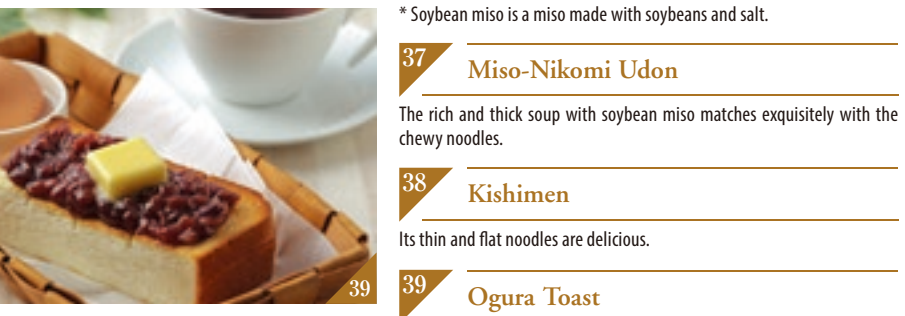 * Soybean miso is a miso made with soybeans and salt.
37
Miso-Nikomi Udon
The rich and thick soup with soybean miso matches exquisitely with the
chewy noodles.
38
Kishimen
Its thin and flat noodles are delicious.
39
39
Ogura Toast